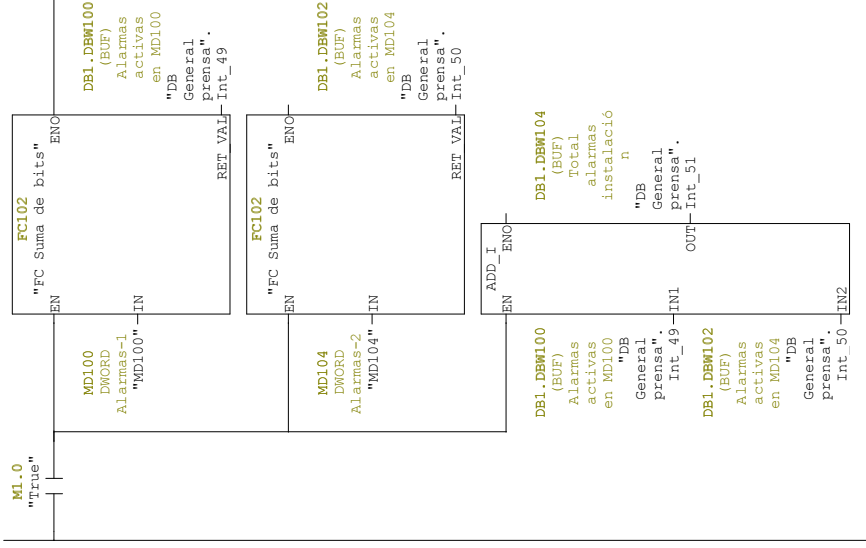 M1.0
"True"
FC102
"FC Suma de bits"
EN
ENO
MD100
DWORD
Alarmas-1
"MD100"
IN
RET_VAL
DB1.DBW100
(BUF)
Alarmas
activas
en MD100
"DB
General
prensa".
Int_49
FC102
"FC Suma de bits"
EN
ENO
MD104
DWORD
Alarmas-2
"MD104"
IN
RET_VAL
DB1.DBW102
(BUF)
Alarmas
activas
en MD104
"DB
General
prensa".
Int_50
ADD_I
EN
ENO
DB1.DBW100
(BUF)
Alarmas
activas
en MD100
"DB
General
prensa".
Int_49
IN1
DB1.DBW102
(BUF)
Alarmas
activas
en MD104
"DB
General
prensa".
Int_50
IN2
OUT
DB1.DBW104
(BUF)
Total
alarmas
instalació
n
"DB
General
prensa".
Int_51